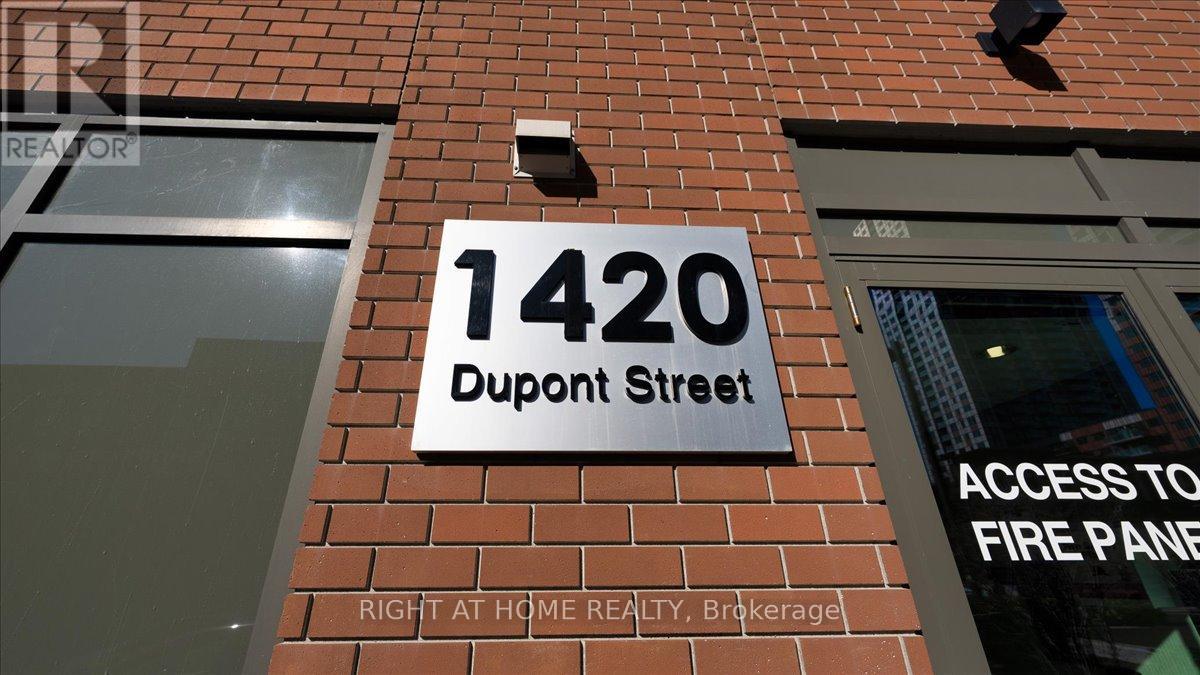 R
REALTOR®
1420
Dupont Street
ACCESS TO
FIRE PANE
RIGHT AT HOME REALTY, Brokerage